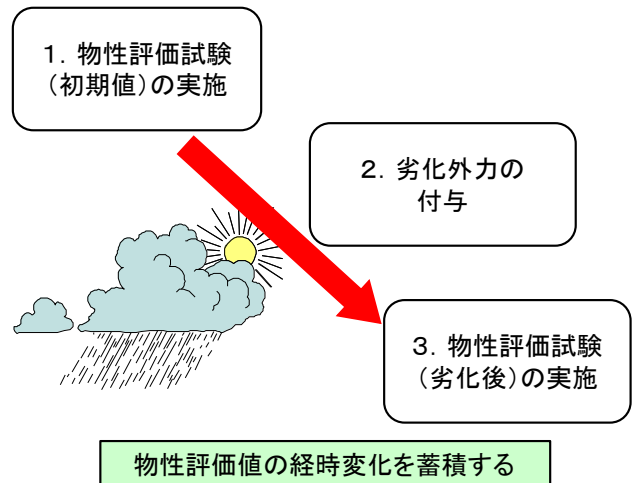 １．物性評価試験
（初期値）の実施
２．劣化外力の
付与
３．物性評価試験
（劣化後）の実施
物性評価値の経時変化を蓄積する